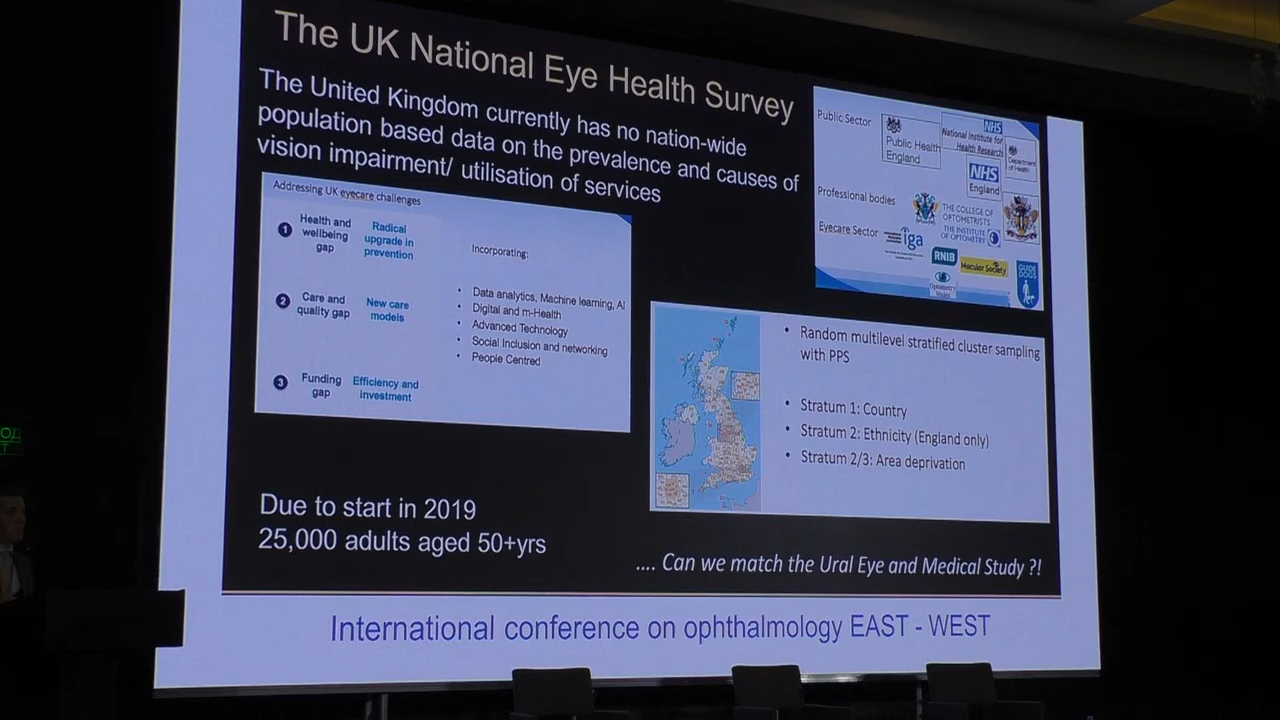 The UK National Eye Health Survey
The United Kingdom currently has no nation-wide
population based data on the prevalence and causes of
vision impairment/ utilisation of services
Public Sector
Public Health
England
NHS
National Institute for
Health Research
Department
of Health
NHS
England
Professional bodies
THE COLLEGE OF
OPTOMETRISTS
THE INSTITUTE
OF OPTOMETRY
Eyecare Sector
iga
RNIB
Macular Society
GUIDE
DOGS
Optometry
Wales
Addressing UK eyecare challenges
1
Health and
wellbeing
gap
Radical
upgrade in
prevention
2
Care and
quality gap
New care
models
3
Funding
gap
Efficiency and
investment
Incorporating:
• Data analytics, Machine learning, AI
• Digital and m-Health
• Advanced Technology
• Social Inclusion and networking
• People Centred
• Random multilevel stratified cluster sampling
with PPS
• Stratum 1: Country
• Stratum 2: Ethnicity (England only)
• Stratum 2/3: Area deprivation
Due to start in 2019
25,000 adults aged 50+yrs
.... Can we match the Ural Eye and Medical Study ?!
International conference on ophthalmology EAST - WEST